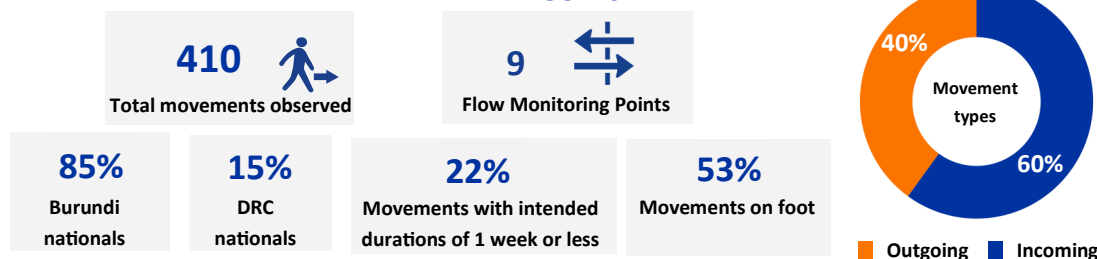 410
Total movements observed
9
Flow Monitoring Points
85%
Burundi
nationals
15%
DRC
nationals
22%
Movements with intended
durations of 1 week or less
53%
Movements on foot
40%
Movement
types
60%
Outgoing
Incoming